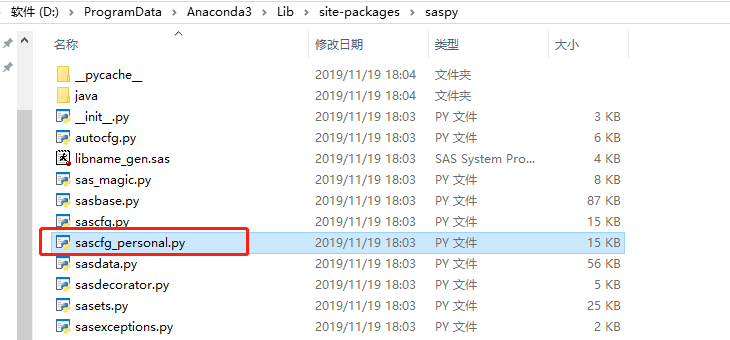 软件 (D:) › ProgramData › Anaconda3 › Lib › site-packages › saspy
名称 修改日期 类型 大小
__pycache__ 2019/11/19 18:04 文件夹
java 2019/11/19 18:04 文件夹
__init__.py 2019/11/19 18:03 PY 文件 3 KB
autocfg.py 2019/11/19 18:03 PY 文件 6 KB
libname_gen.sas 2019/11/19 18:03 SAS System Pro... 4 KB
sas_magic.py 2019/11/19 18:03 PY 文件 8 KB
sasbase.py 2019/11/19 18:03 PY 文件 87 KB
sascfg.py 2019/11/19 18:03 PY 文件 15 KB
sascfg_personal.py 2019/11/19 18:03 PY 文件 15 KB
sasdata.py 2019/11/19 18:03 PY 文件 56 KB
sasdecorator.py 2019/11/19 18:03 PY 文件 5 KB
sasets.py 2019/11/19 18:03 PY 文件 25 KB
sasexceptions.py 2019/11/19 18:03 PY 文件 2 KB